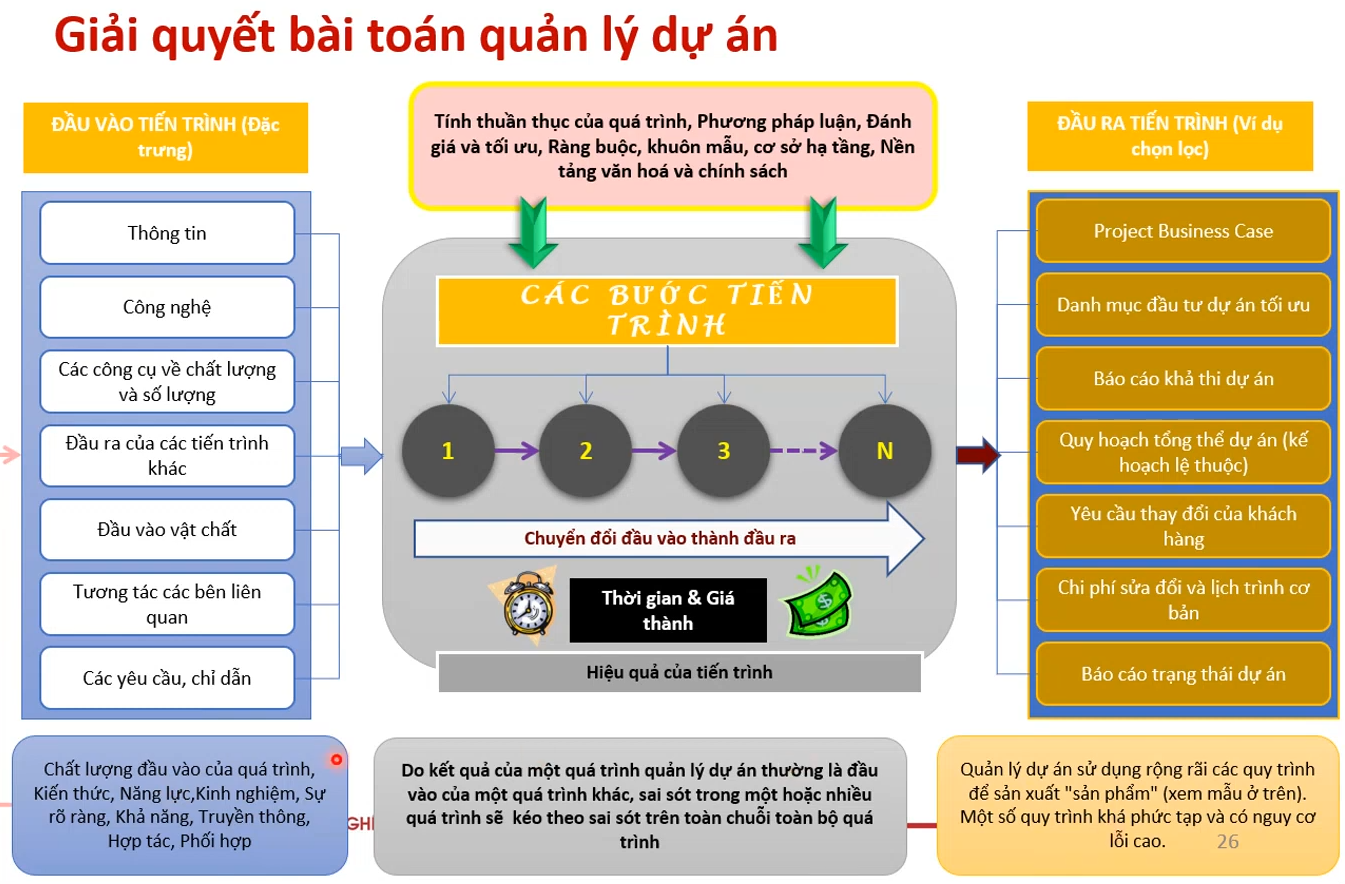 Giải quyết bài toán quản lý dự án
ĐẦU VÀO TIẾN TRÌNH (Đặc
trưng)
Thông tin
Công nghệ
Các công cụ về chất lượng
và số lượng
Đầu ra của các tiến trình
khác
Đầu vào vật chất
Tương tác các bên liên
quan
Các yêu cầu, chỉ dẫn
Chất lượng đầu vào của quá trình,
Kiến thức, Năng lực,Kinh nghiệm, Sự
rõ ràng, Khả năng, Truyền thông,
Hợp tác, Phối hợp
Tính thuần thục của quá trình, Phương pháp luận, Đánh
giá và tối ưu, Ràng buộc, khuôn mẫu, cơ sở hạ tầng, Nền
tảng văn hoá và chính sách
CÁC BƯỚC TIẾN
TRÌNH
1
2
3
N
Chuyển đổi đầu vào thành đầu ra
Thời gian & Giá
thành
Hiệu quả của tiến trình
GHI
Do kết quả của một quá trình quản lý dự án thường là đầu
vào của một quá trình khác, sai sót trong một hoặc nhiều
quá trình sẽ kéo theo sai sót trên toàn chuỗi toàn bộ quá
trình
ĐẦU RA TIẾN TRÌNH (Ví dụ
chọn lọc)
Project Business Case
Danh mục đầu tư dự án tối ưu
Báo cáo khả thi dự án
Quy hoạch tổng thể dự án (kế
hoạch lệ thuộc)
Yêu cầu thay đổi của khách
hàng
Chi phí sửa đổi và lịch trình cơ
bản
Báo cáo trạng thái dự án
Quản lý dự án sử dụng rộng rãi các quy trình
để sản xuất "sản phẩm" (xem mẫu ở trên).
Một số quy trình khá phức tạp và có nguy cơ
lỗi cao.
26